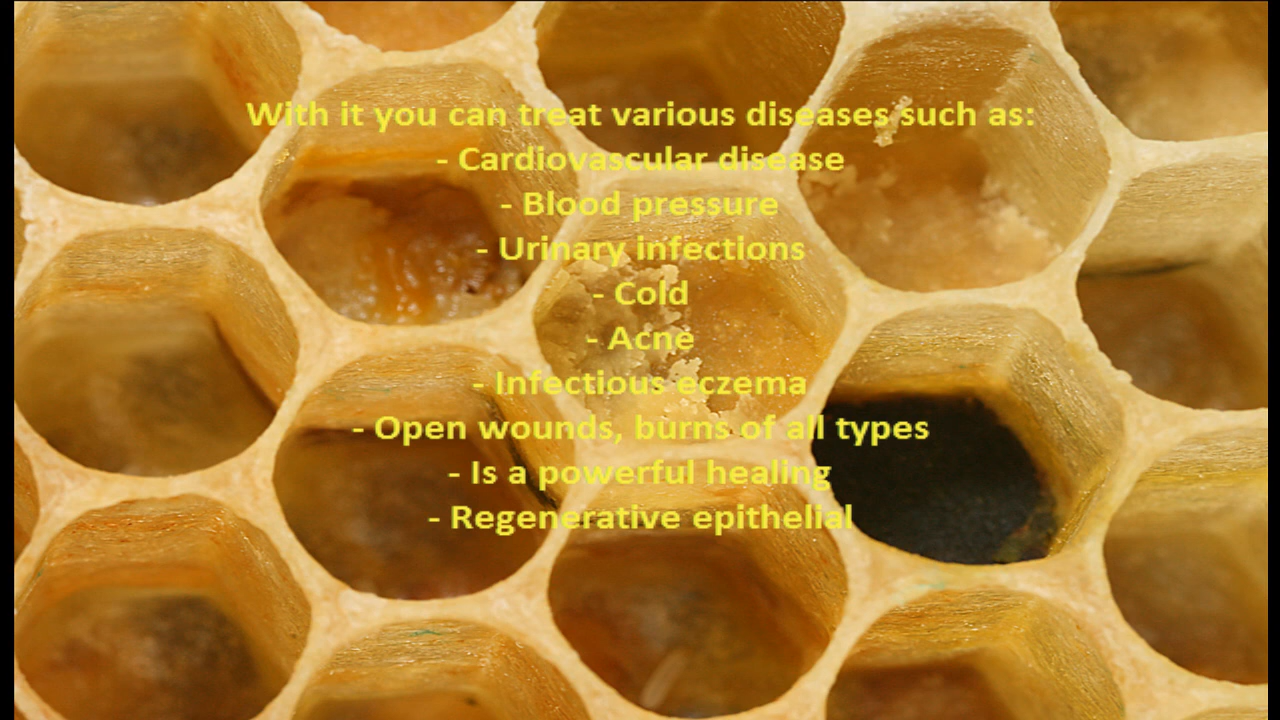 With it you can treat various diseases such as:
- Cardiovascular disease
- Blood pressure
- Urinary infections
- Cold
- Acne
- Infectious eczema
- Open wounds, burns of all types
- Is a powerful healing
- Regenerative epithelial